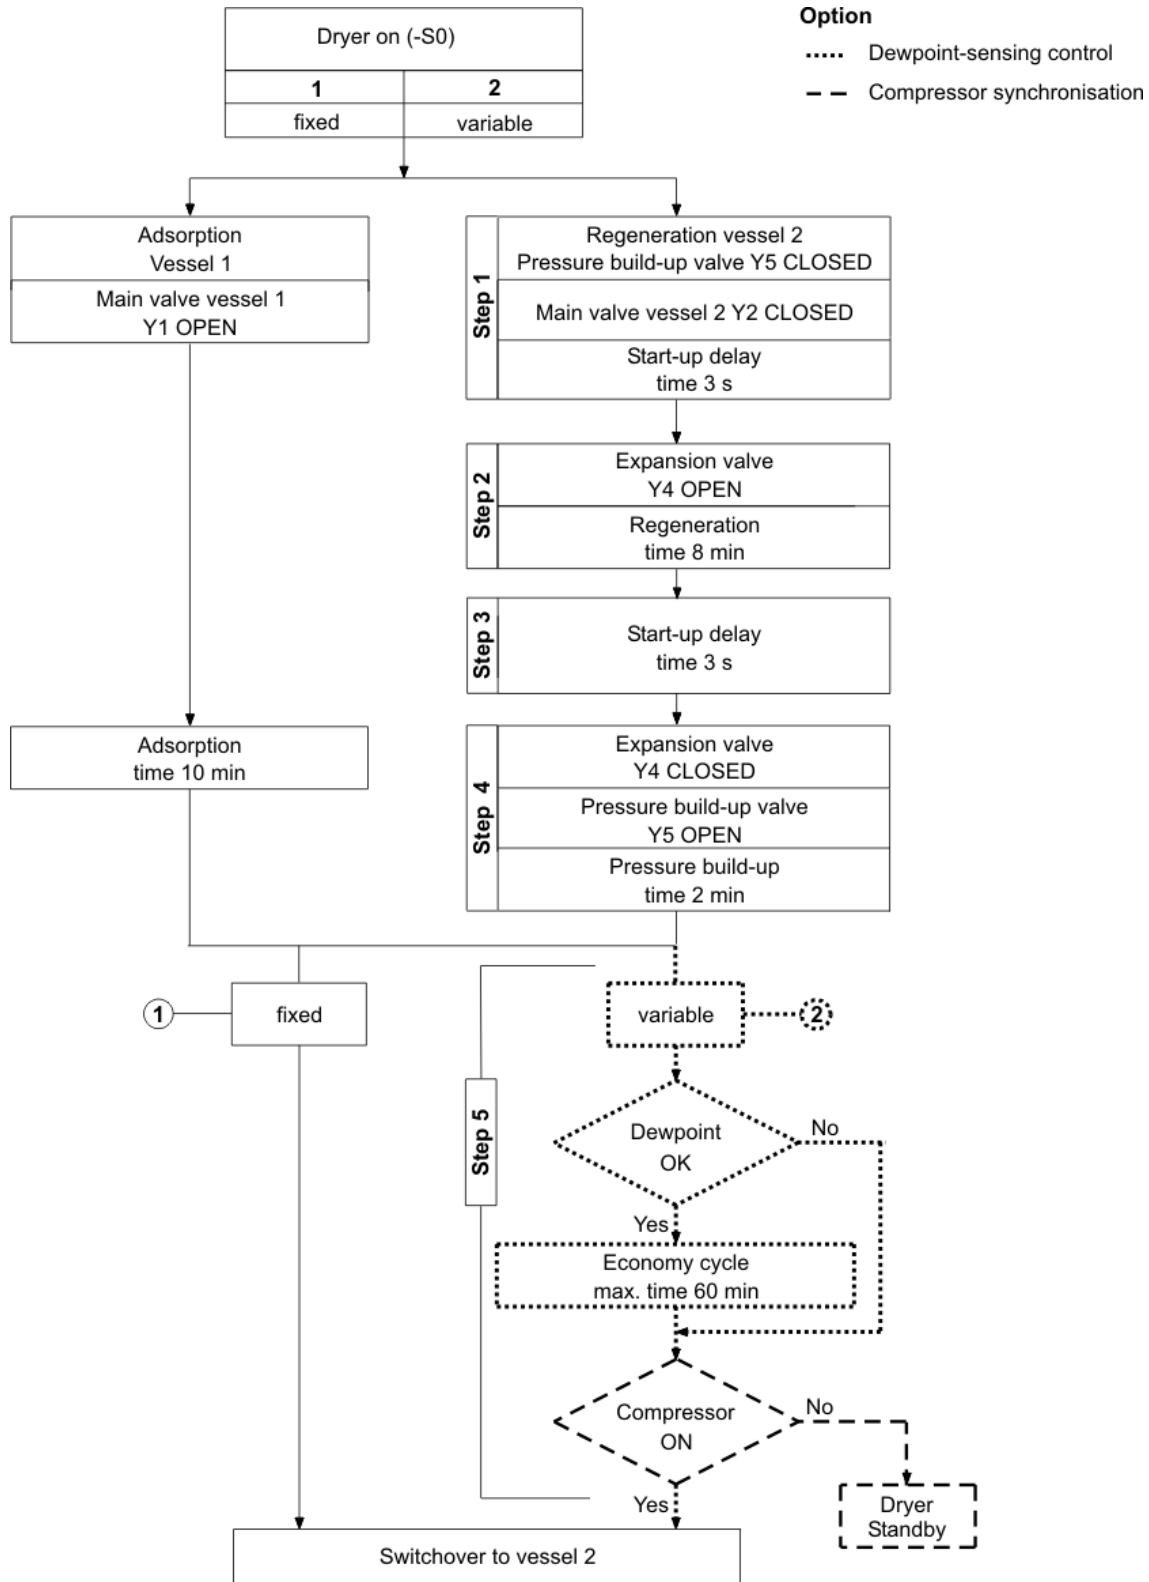 Option
Dewpoint-sensing control
Compressor synchronisation
Dryer on (-S0)
1
2
fixed
variable
Adsorption
Vessel 1
Main valve vessel 1
Y1 OPEN
Step 1
Regeneration vessel 2
Pressure build-up valve Y5 CLOSED
Main valve vessel 2 Y2 CLOSED
Start-up delay
time 3 s
Step 2
Expansion valve
Y4 OPEN
Regeneration
time 8 min
Step 3
Start-up delay
time 3 s
Adsorption
time 10 min
Step 4
Expansion valve
Y4 CLOSED
Pressure build-up valve
Y5 OPEN
Pressure build-up
time 2 min
1
fixed
variable
2
Step 5
Dewpoint
OK
No
Yes
Economy cycle
max. time 60 min
Compressor
ON
No
Yes
Dryer
Standby
Switchover to vessel 2